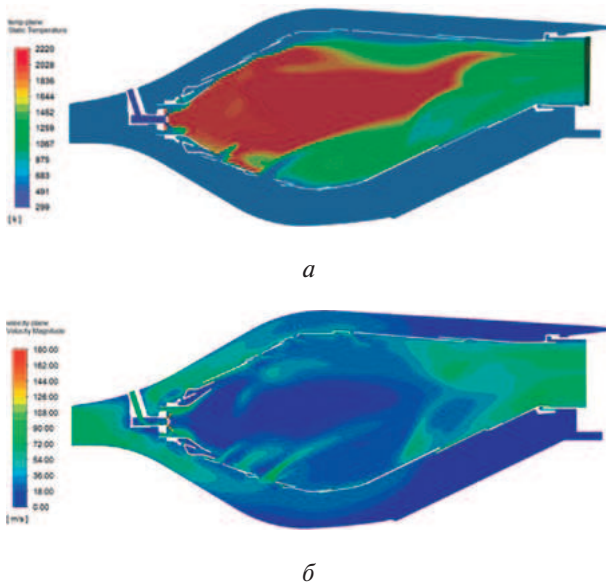 temp-plane
Static Temperature
2220
2028
1836
1644
1452
1259
1067
875
683
491
299
[k]
а
velocity-plane
Velocity Magnitude
180.00
162.00
144.00
126.00
108.00
90.00
72.00
54.00
36.00
18.00
0.00
[m/s]
б